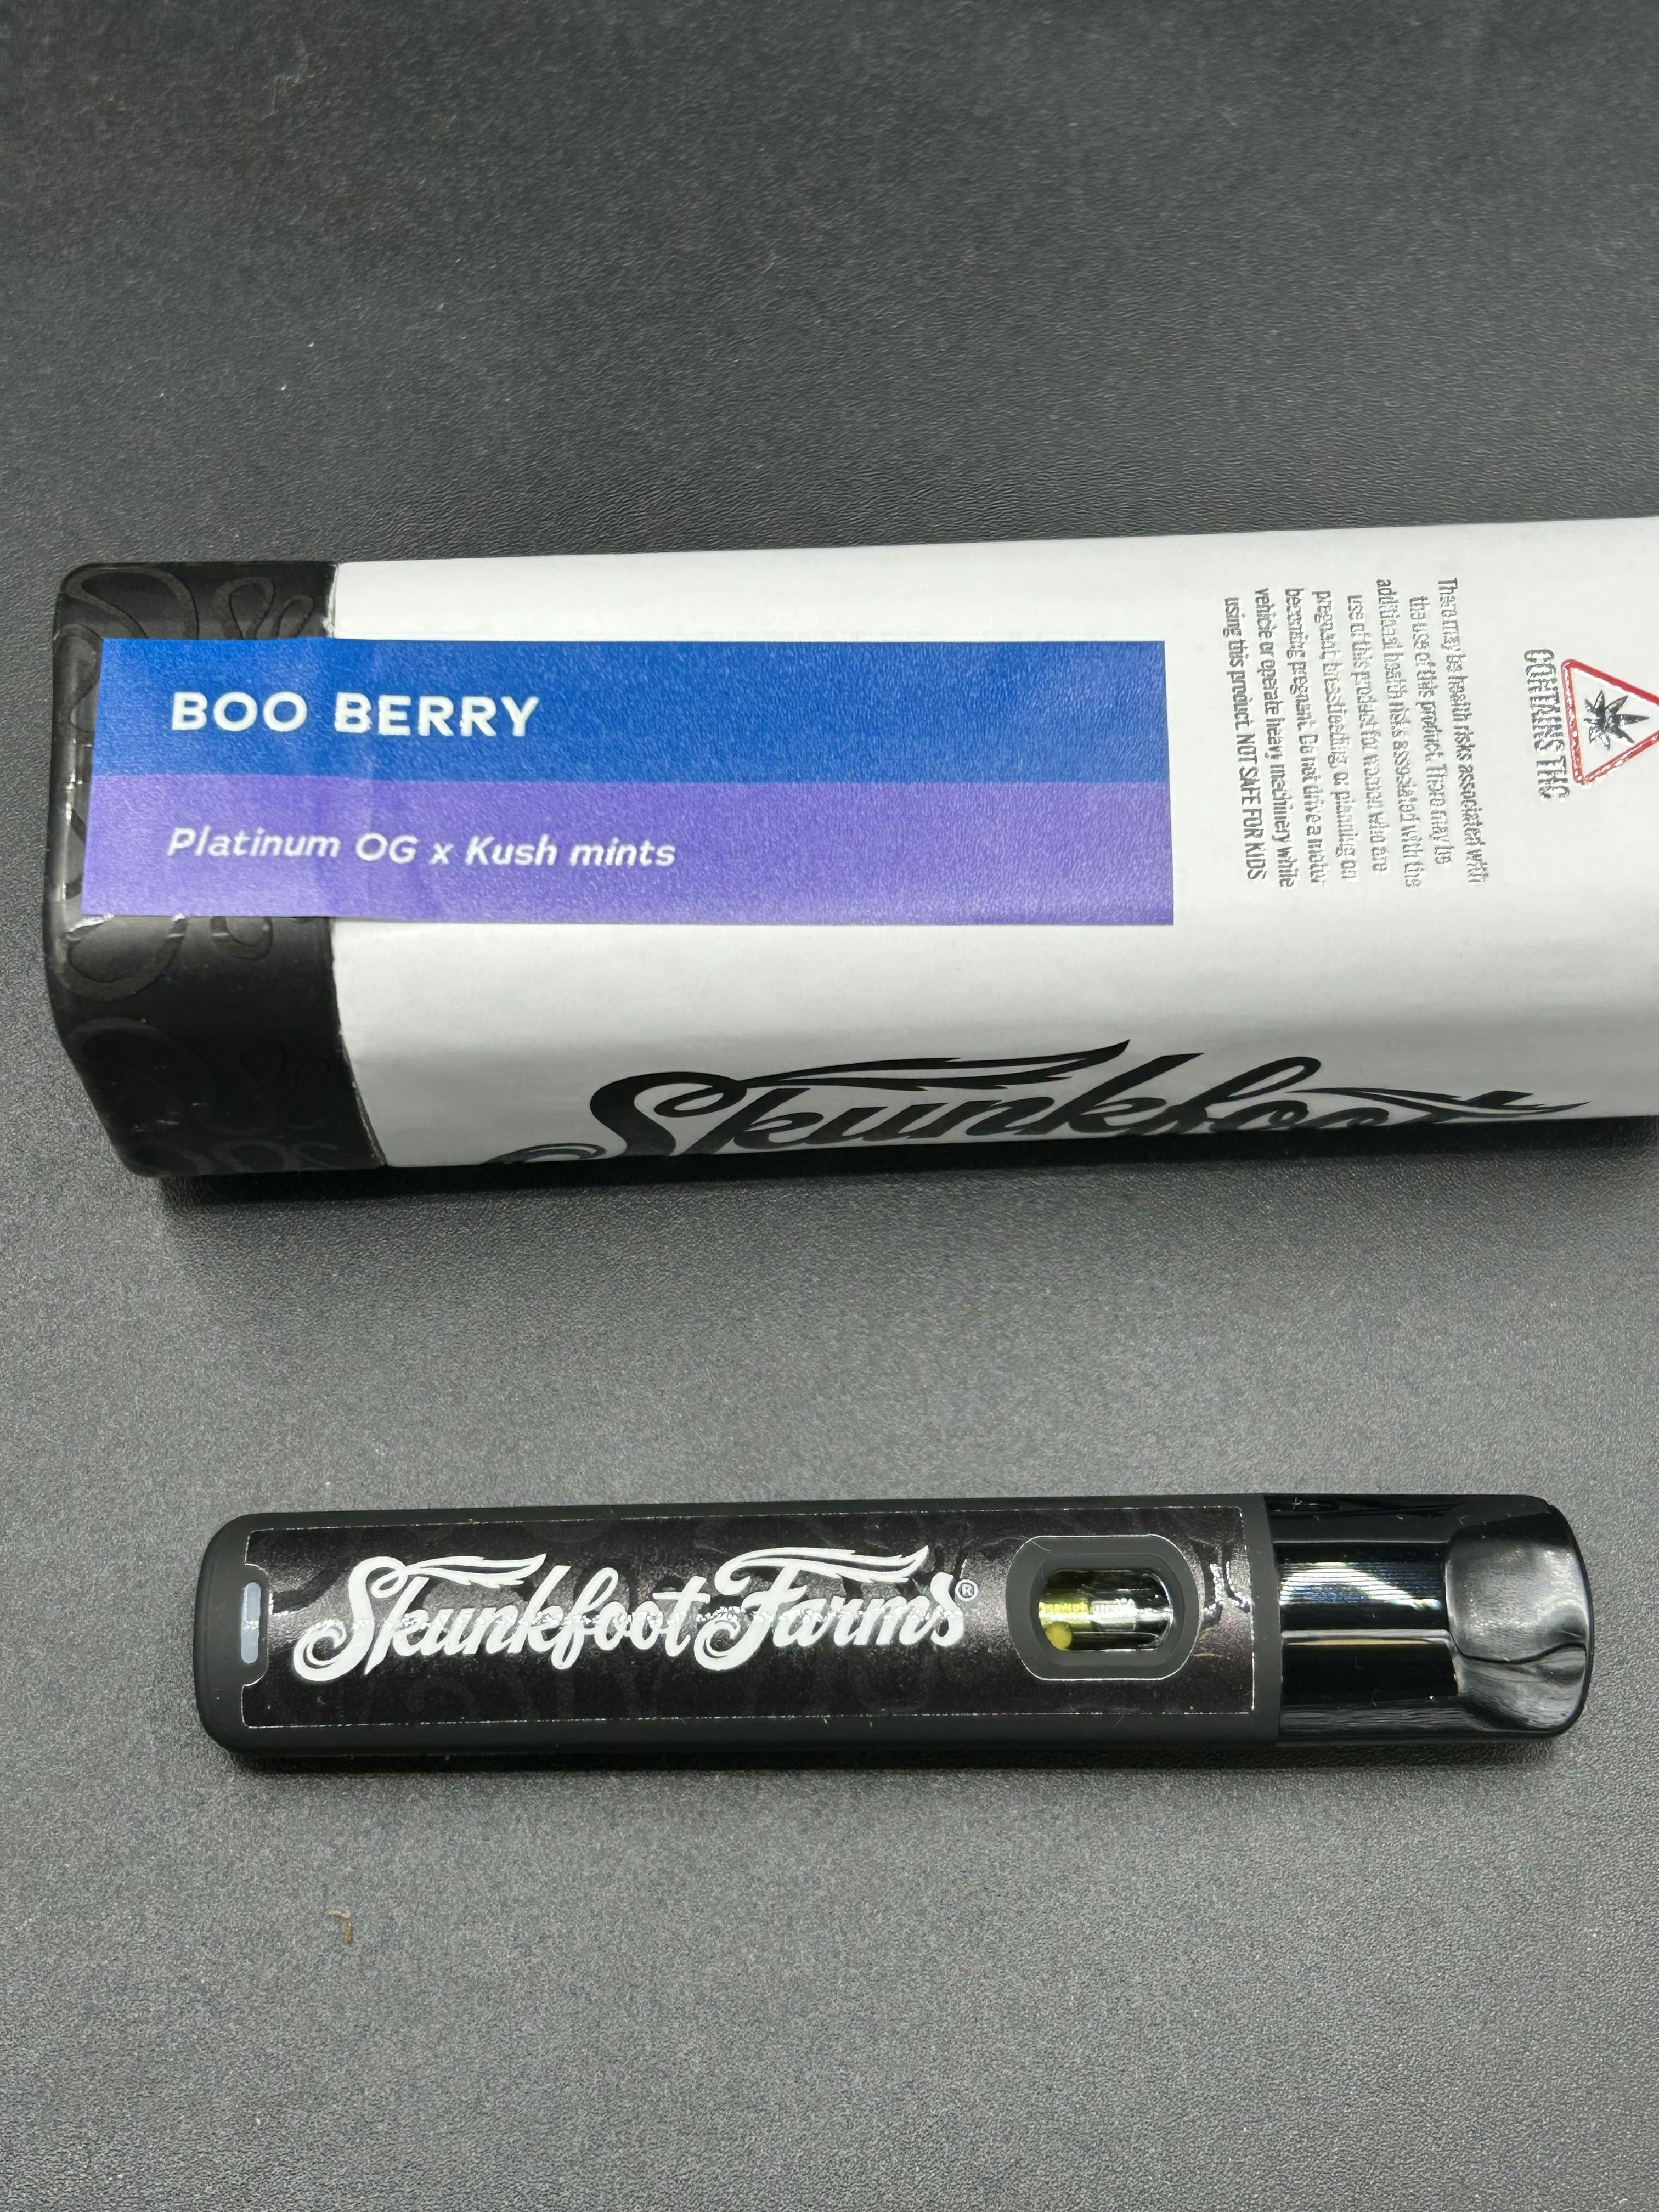 BOO BERRY
Platinum OG x Kush mints
There may be health risks associated with
the use of this product. There may be
additional health risks associated with the
use of this product for women who are
pregnant, breastfeeding, or planning on
becoming pregnant. Do not drive a motor
vehicle or operate heavy machinery while
using this product. NOT SAFE FOR KIDS
CONTAINS THC
Skunkfoot
Skunkfoot Farms®